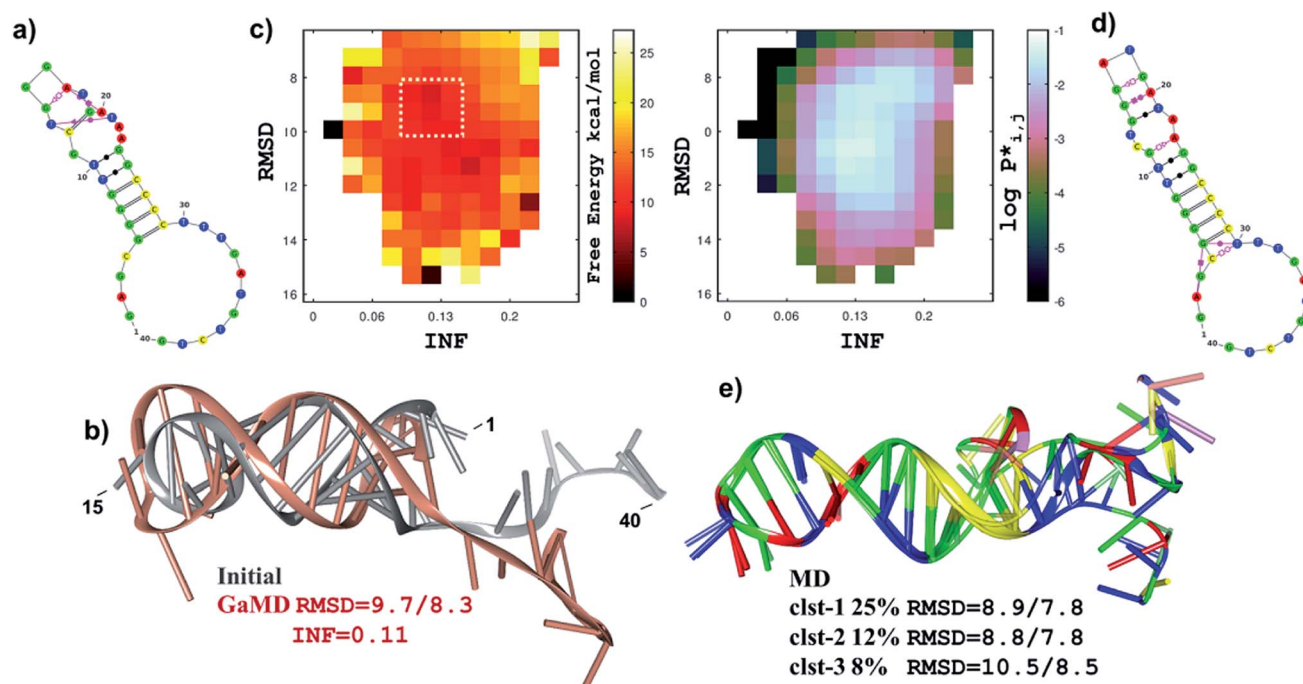 a)
20
10
30
1
40
c)
RMSD
8
10
12
14
16
0
0.06
0.13
0.2
INF
25
20
15
10
5
0
Free Energy kcal/mol
RMSD
8
0
2
14
16
0
0.06
0.13
0.2
INF
-1
-2
-3
-4
-5
-6
log P*i,j
d)
20
10
30
1
40
b)
1
15
40
Initial
GaMD RMSD=9.7/8.3
INF=0.11
e)
MD
clst-1 25% RMSD=8.9/7.8
clst-2 12% RMSD=8.8/7.8
clst-3 8% RMSD=10.5/8.5